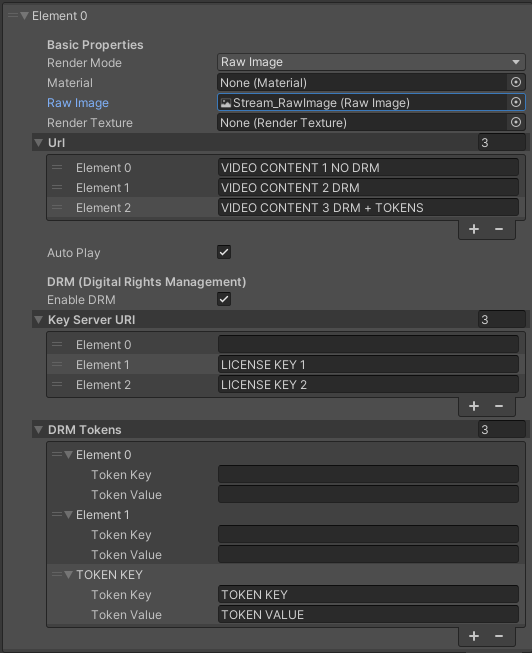 Element 0
Basic Properties
Render Mode Raw Image
Material None (Material)
Raw Image Stream_RawImage (Raw Image)
Render Texture None (Render Texture)
Url 3
Element 0 VIDEO CONTENT 1 NO DRM
Element 1 VIDEO CONTENT 2 DRM
Element 2 VIDEO CONTENT 3 DRM + TOKENS
+ −
Auto Play
DRM (Digital Rights Management)
Enable DRM
Key Server URI 3
Element 0
Element 1 LICENSE KEY 1
Element 2 LICENSE KEY 2
+ −
DRM Tokens 3
Element 0
Token Key
Token Value
Element 1
Token Key
Token Value
TOKEN KEY
Token Key TOKEN KEY
Token Value TOKEN VALUE
+ −